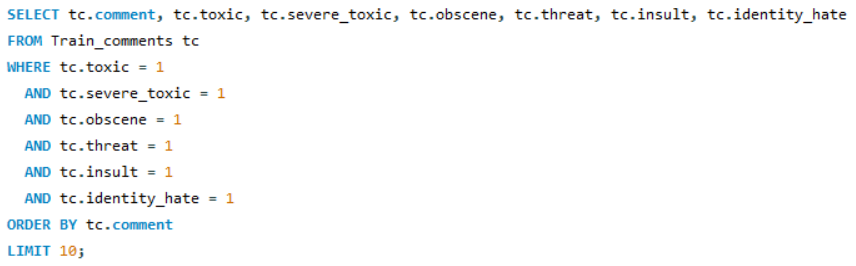 SELECT tc.comment, tc.toxic, tc.severe_toxic, tc.obscene, tc.threat, tc.insult, tc.identity_hate
FROM Train_comments tc
WHERE tc.toxic = 1
  AND tc.severe_toxic = 1
  AND tc.obscene = 1
  AND tc.threat = 1
  AND tc.insult = 1
  AND tc.identity_hate = 1
ORDER BY tc.comment
LIMIT 10;